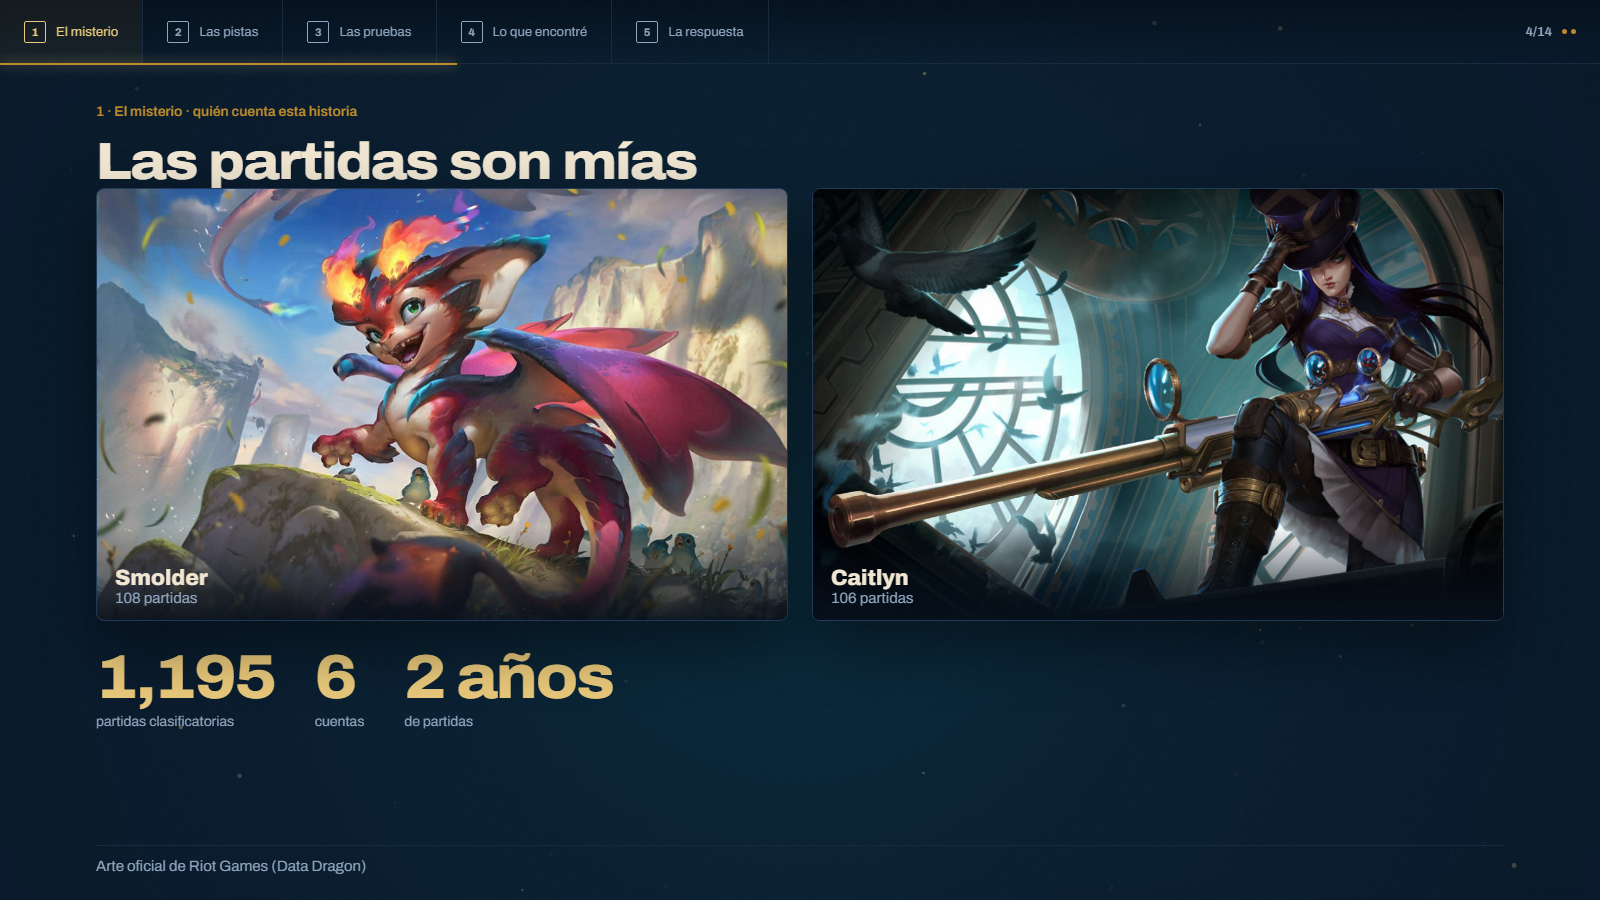 1 El misterio
2 Las pistas
3 Las pruebas
4 Lo que encontré
5 La respuesta
4/14
1 · El misterio · quién cuenta esta historia
Las partidas son mías
Smolder
108 partidas
Caitlyn
106 partidas
1,195
partidas clasificatorias
6
cuentas
2 años
de partidas
Arte oficial de Riot Games (Data Dragon)